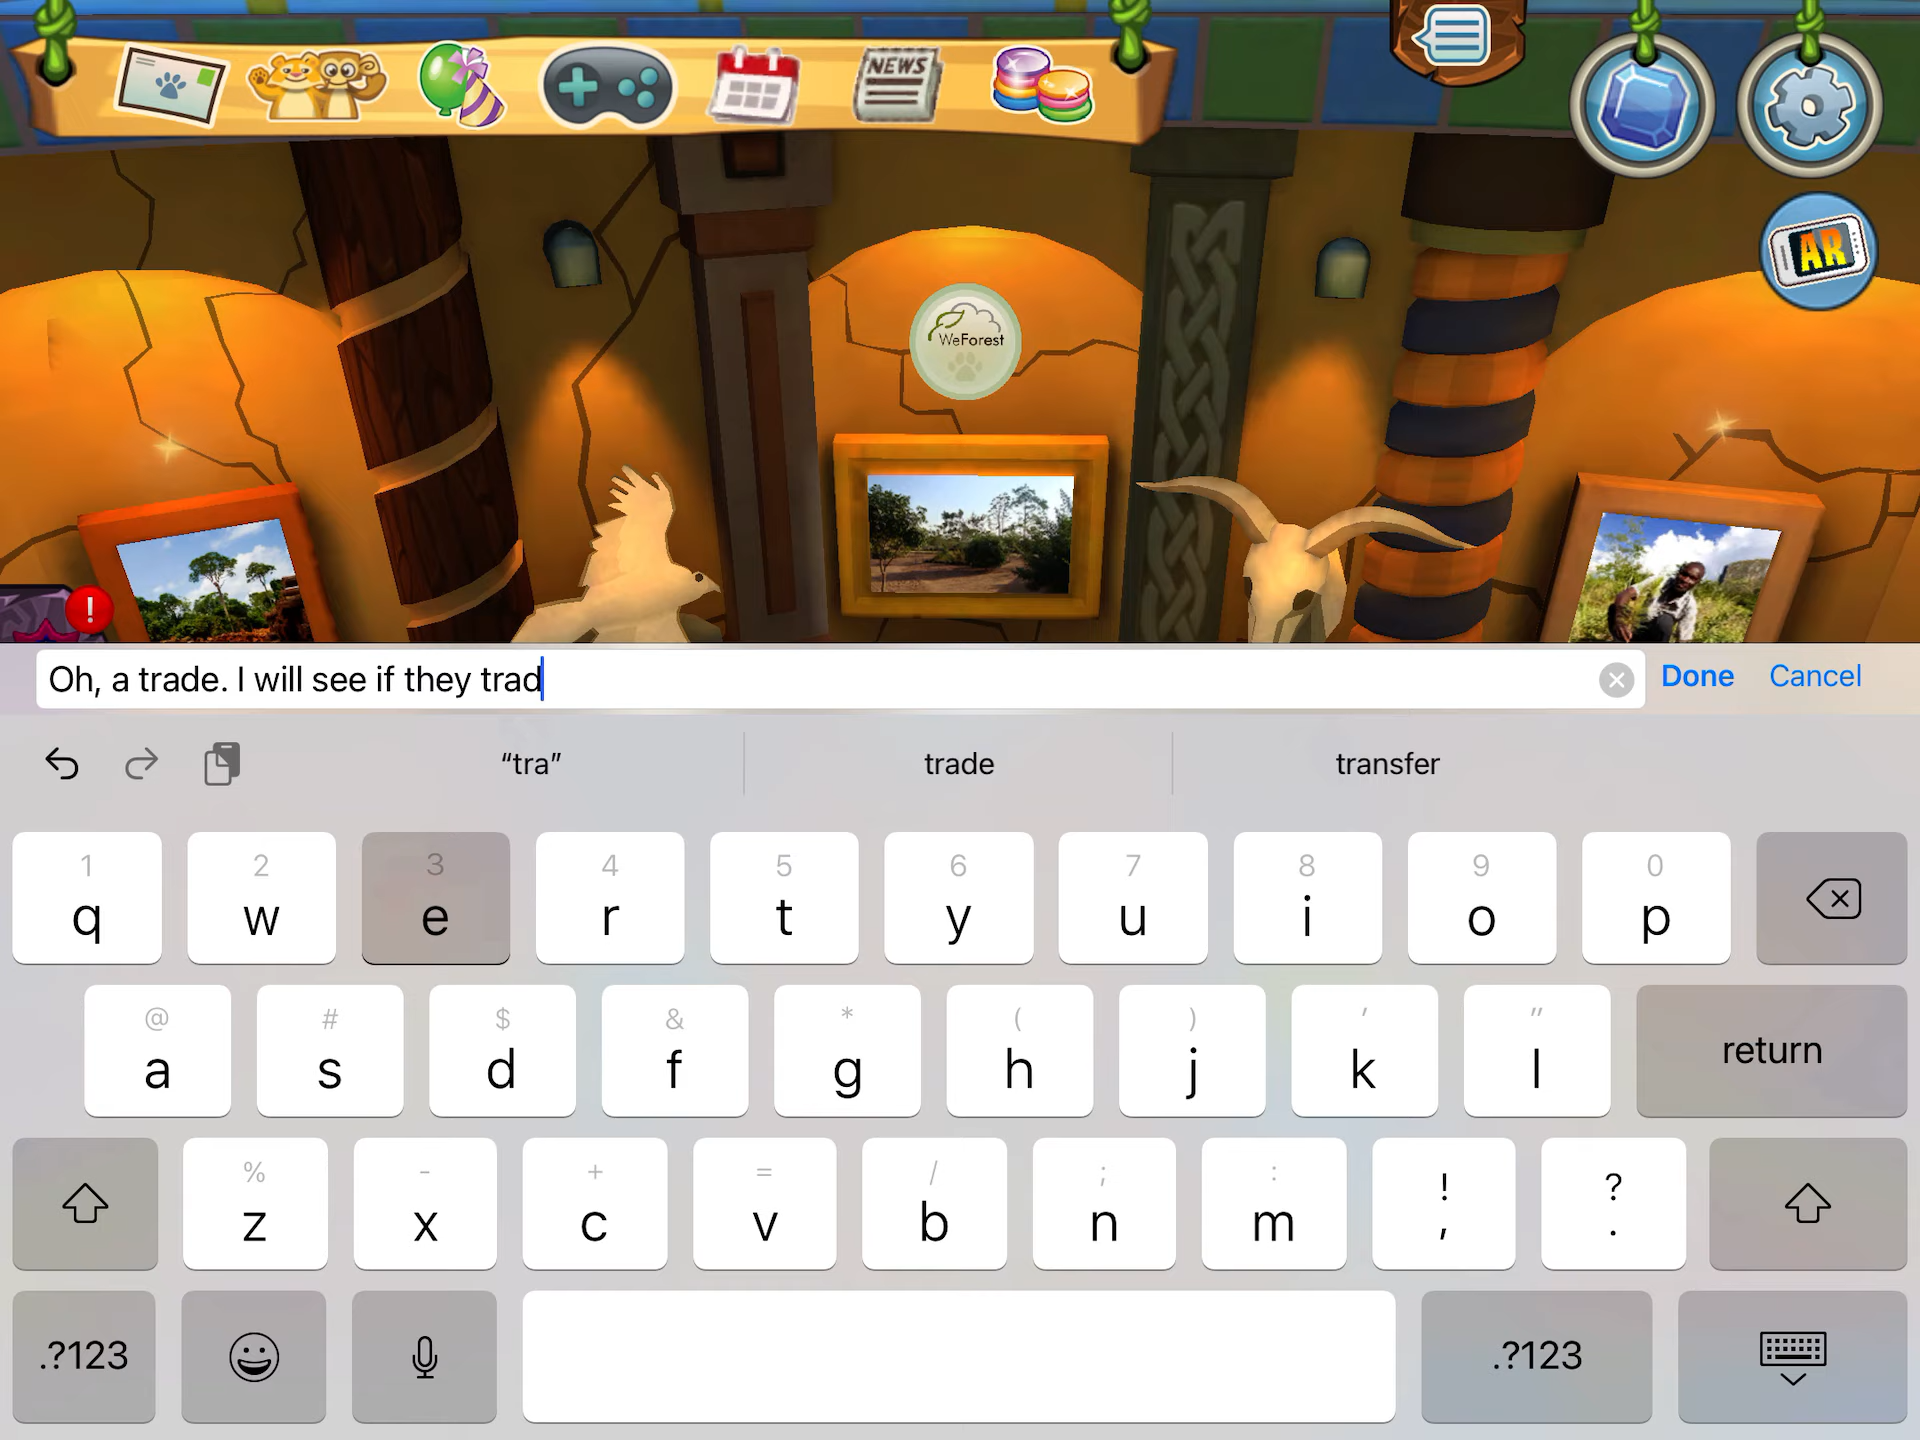 NEWS
AR
WeForest
!
Oh, a trade. I will see if they trad
Done
Cancel
“tra”
trade
transfer
1 2 3 4 5 6 7 8 9 0
q w e r t y u i o p
@ # $ & * ( ) ' "
a s d f g h j k l
return
% - + = / ; : ! ?
z x c v b n m , .
.?123
.?123